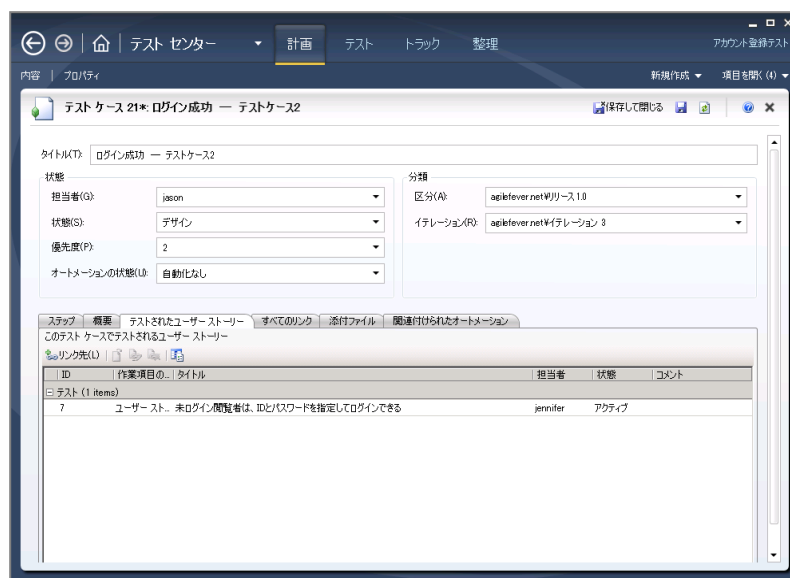 テスト センター 計画 テスト トラック 整理 アカウント登録テスト
内容 | プロパティ 新規作成 項目を開く (4)
テスト ケース 21*: ログイン成功 ― テストケース2 保存して閉じる
タイトル(T): ログイン成功 ― テストケース2
状態 分類
担当者(G): jason 区分(A): agilefever.net¥リリース 1.0
状態(S): デザイン イテレーション(R): agilefever.net¥イテレーション 3
優先度(P): 2
オートメーションの状態(U): 自動化なし
ステップ 概要 テストされたユーザー ストーリー すべてのリンク 添付ファイル 関連付けられたオートメーション
このテスト ケースでテストされるユーザー ストーリー
リンク先(L)
ID 作業項目の... タイトル 担当者 状態 コメント
テスト (1 items)
7 ユーザー スト... 未ログイン閲覧者は、IDとパスワードを指定してログインできる jennifer アクティブ